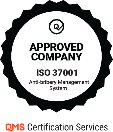 APPROVED
COMPANY
ISO 37001
Anti-bribery Management
System
QMS Certification Services